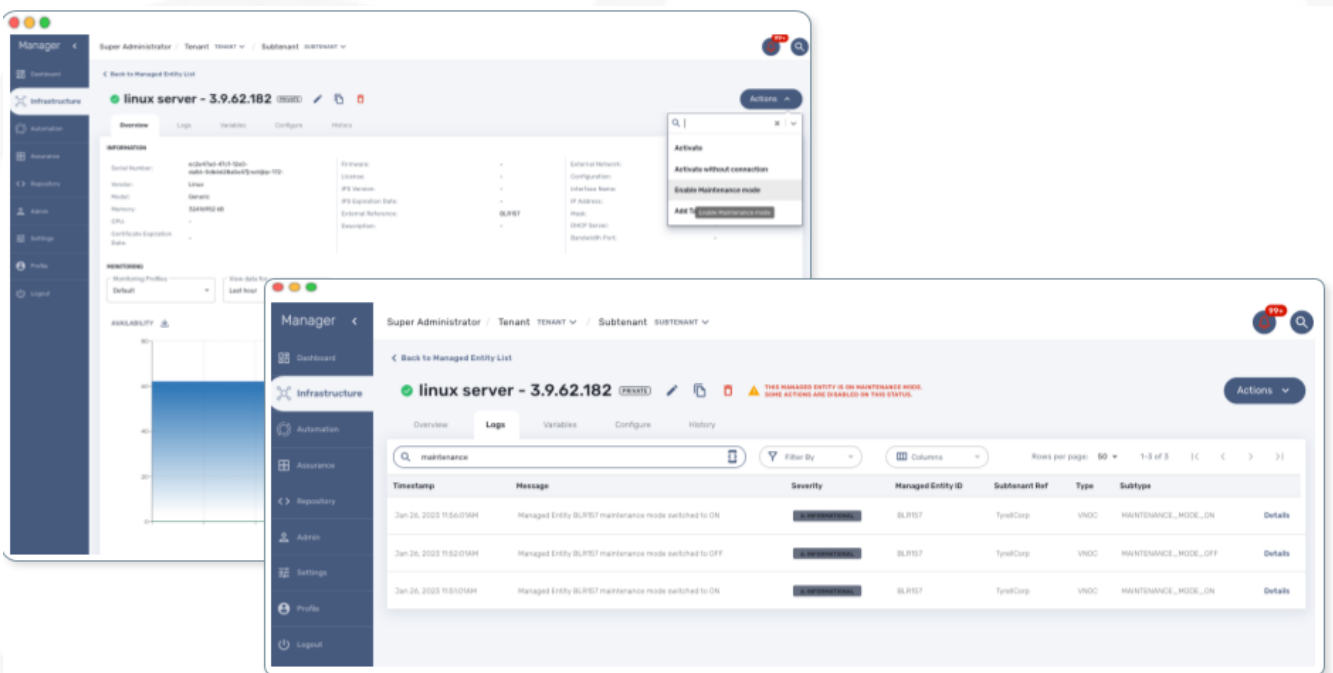 Manager
Super Administrator / Tenant TENANT / Subtenant SUBTENANT
99+
Dashboard
Infrastructure
Automation
Assurance
Repository
Admin
Settings
Profile
Logout
Back to Managed Entity List
linux server - 3.9.62.182 PRIVATE
Actions
Overview Logs Variables Configure History
Activate
Activate without connection
Enable Maintenance mode
Enable Maintenance mode
INFORMATION
Serial Number:
Vendor: Linux
Model: Generic
Memory:
CPU: -
Certificate Expiration Date: -
Firmware: -
License: -
IPS Version: -
IPS Expiration Date: -
External Reference: BLR157
Description: -
External Network:
Configuration:
Interface Name:
IP Address:
Mask:
DHCP Server:
Bandwidth Port: -
MONITORING
Monitoring Profiles
Default
View data for
Last hour
AVAILABILITY
80
60
40
20
0
Manager
Super Administrator / Tenant TENANT / Subtenant SUBTENANT
99+
Dashboard
Infrastructure
Automation
Assurance
Repository
Admin
Settings
Profile
Logout
Back to Managed Entity List
linux server - 3.9.62.182 PRIVATE
THIS MANAGED ENTITY IS ON MAINTENANCE MODE.
SOME ACTIONS ARE DISABLED ON THIS STATUS.
Actions
Overview Logs Variables Configure History
maintenance
Filter By
Columns
Rows per page: 50 1-3 of 3
Timestamp Message Severity Managed Entity ID Subtenant Ref Type Subtype
Jan 26, 2023 11:56:01AM Managed Entity BLR157 maintenance mode switched to ON 6. INFORMATIONAL BLR157 TyrellCorp VNOC MAINTENANCE_MODE_ON Details
Jan 26, 2023 11:52:01AM Managed Entity BLR157 maintenance mode switched to OFF 6. INFORMATIONAL BLR157 TyrellCorp VNOC MAINTENANCE_MODE_OFF Details
Jan 26, 2023 11:51:01AM Managed Entity BLR157 maintenance mode switched to ON 6. INFORMATIONAL BLR157 TyrellCorp VNOC MAINTENANCE_MODE_ON Details